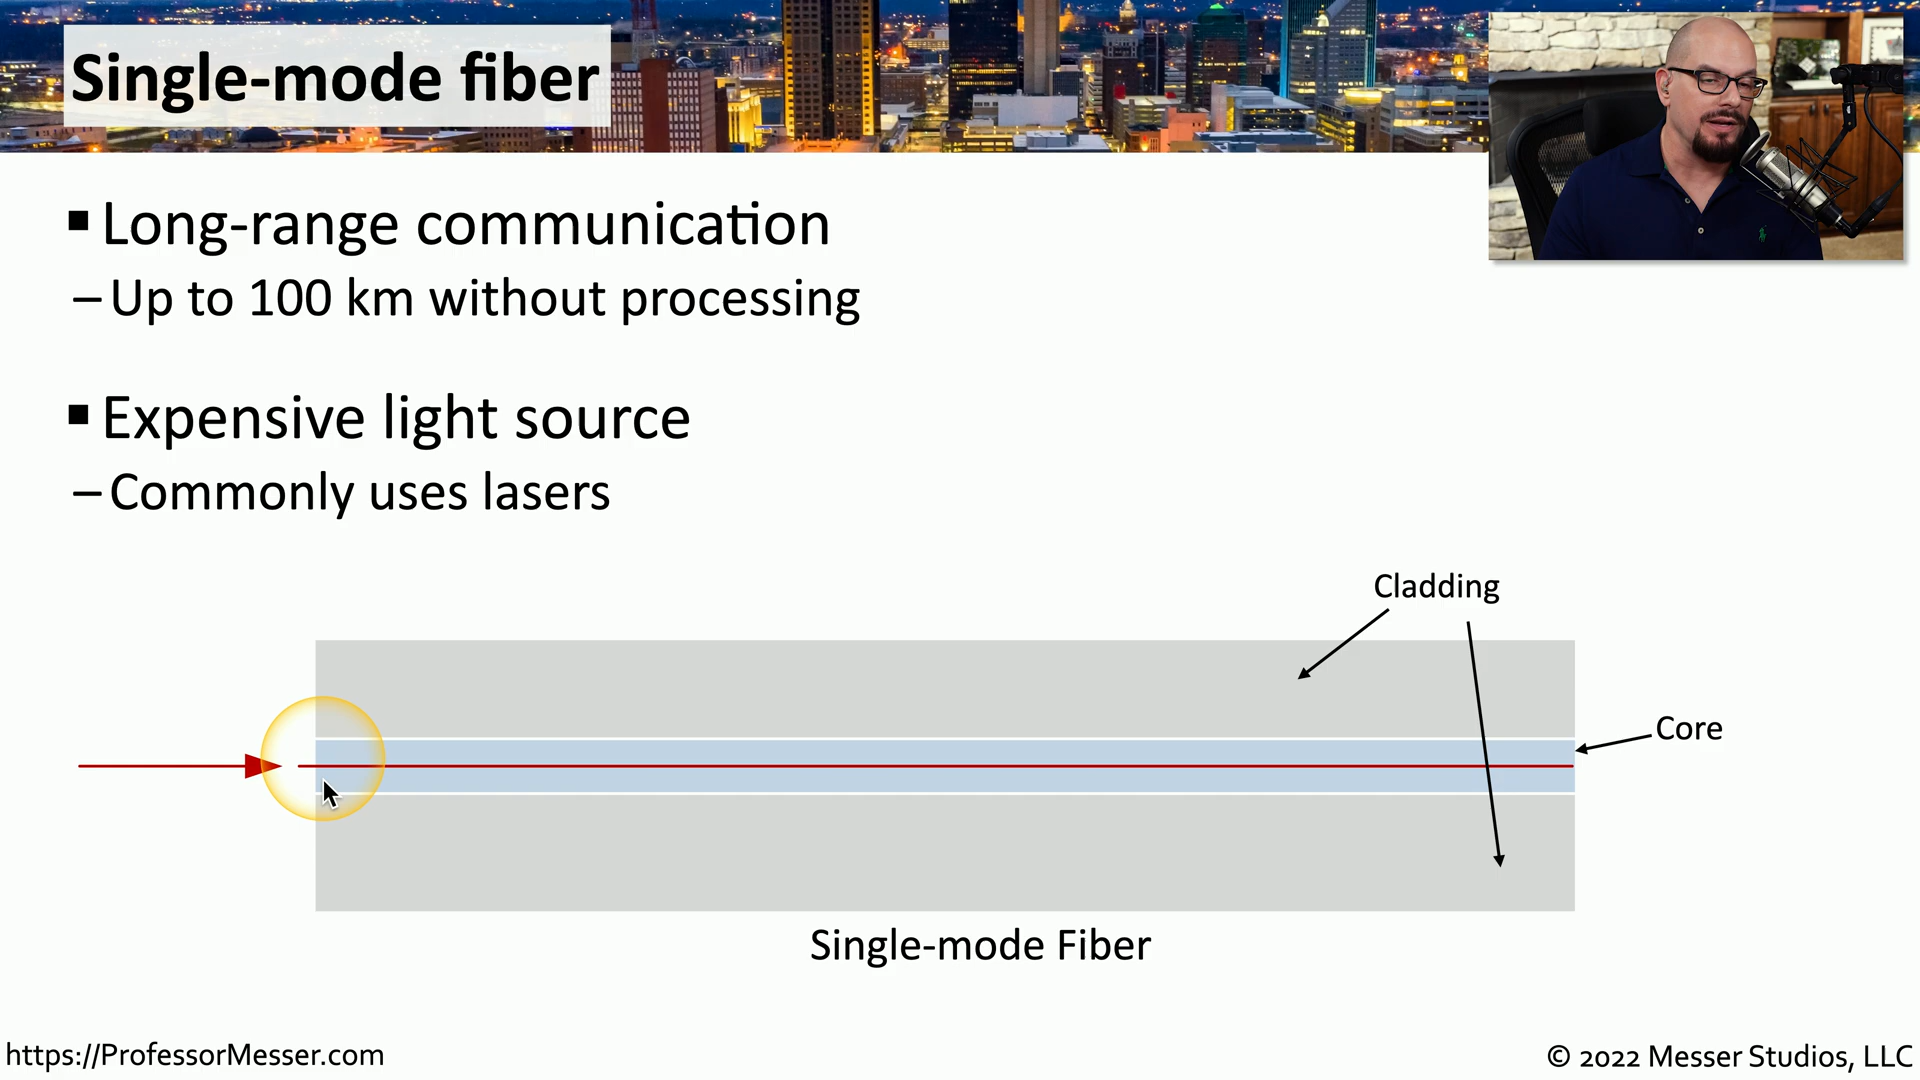 Single-mode fiber
▪ Long-range communication
– Up to 100 km without processing
▪ Expensive light source
– Commonly uses lasers
Cladding
Core
Single-mode Fiber
https://ProfessorMesser.com
© 2022 Messer Studios, LLC